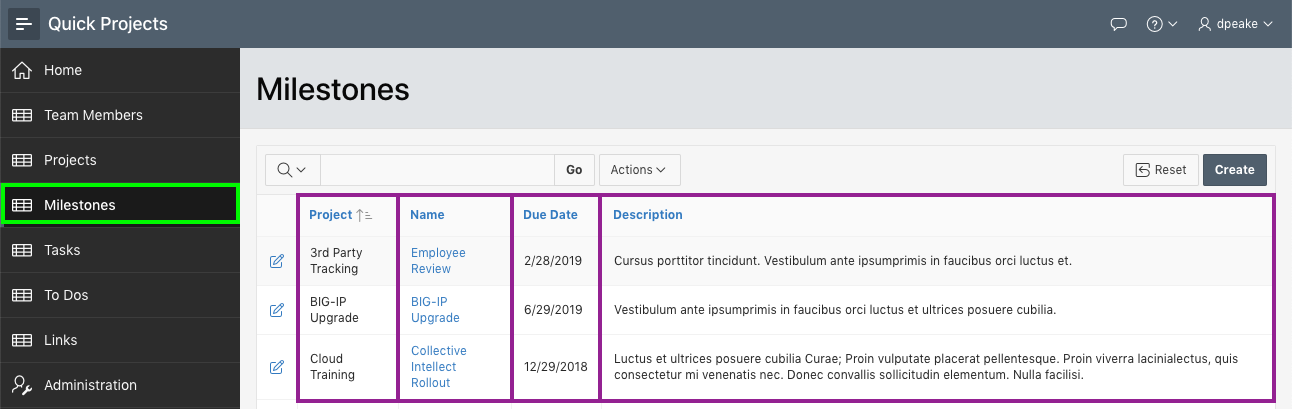 Quick Projects
dpeake
Home
Team Members
Projects
Milestones
Tasks
To Dos
Links
Administration
Milestones
Go
Actions
Reset
Create
Project Name Due Date Description
3rd Party
Tracking
Employee
Review
2/28/2019
Cursus porttitor tincidunt. Vestibulum ante ipsumprimis in faucibus orci luctus et.
BIG-IP
Upgrade
BIG-IP
Upgrade
6/29/2019
Vestibulum ante ipsumprimis in faucibus orci luctus et ultrices posuere cubilia.
Cloud
Training
Collective
Intellect
Rollout
12/29/2018
Luctus et ultrices posuere cubilia Curae; Proin vulputate placerat pellentesque. Proin viverra lacinialectus, quis
consectetur mi venenatis nec. Donec convallis sollicitudin elementum. Nulla facilisi.